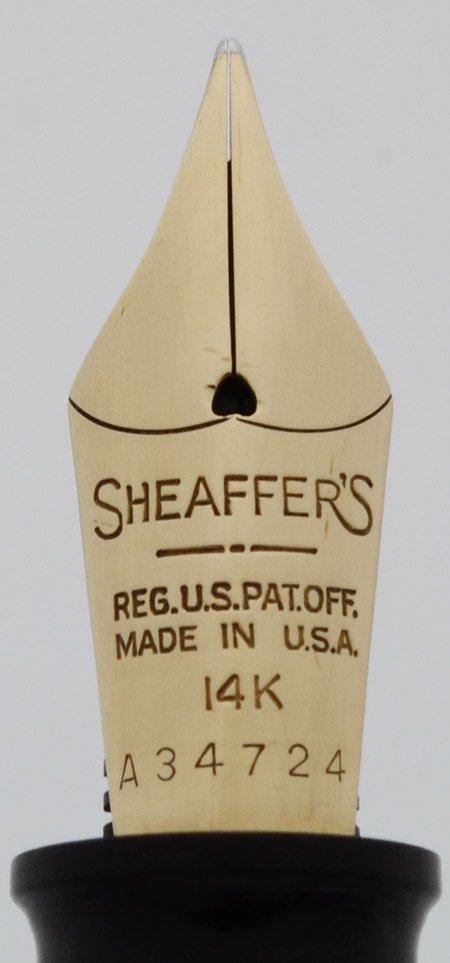 SHEAFFER'S
REG.U.S.PAT.OFF.
MADE IN U.S.A.
14K
A34724